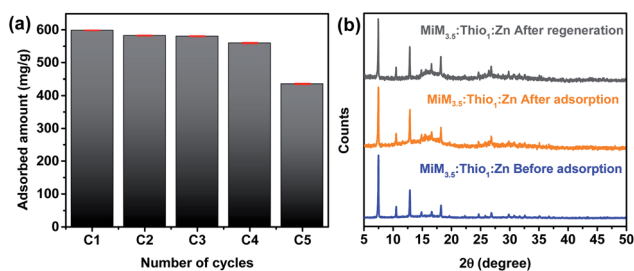 (a)
700
600
500
400
300
200
100
0
Adsorbed amount (mg/g)
C1 C2 C3 C4 C5
Number of cycles
(b)
MiM3.5:Thio1:Zn After regeneration
MiM3.5:Thio1:Zn After adsorption
MiM3.5:Thio1:Zn Before adsorption
Counts
5 10 15 20 25 30 35 40 45 50
2θ (degree)